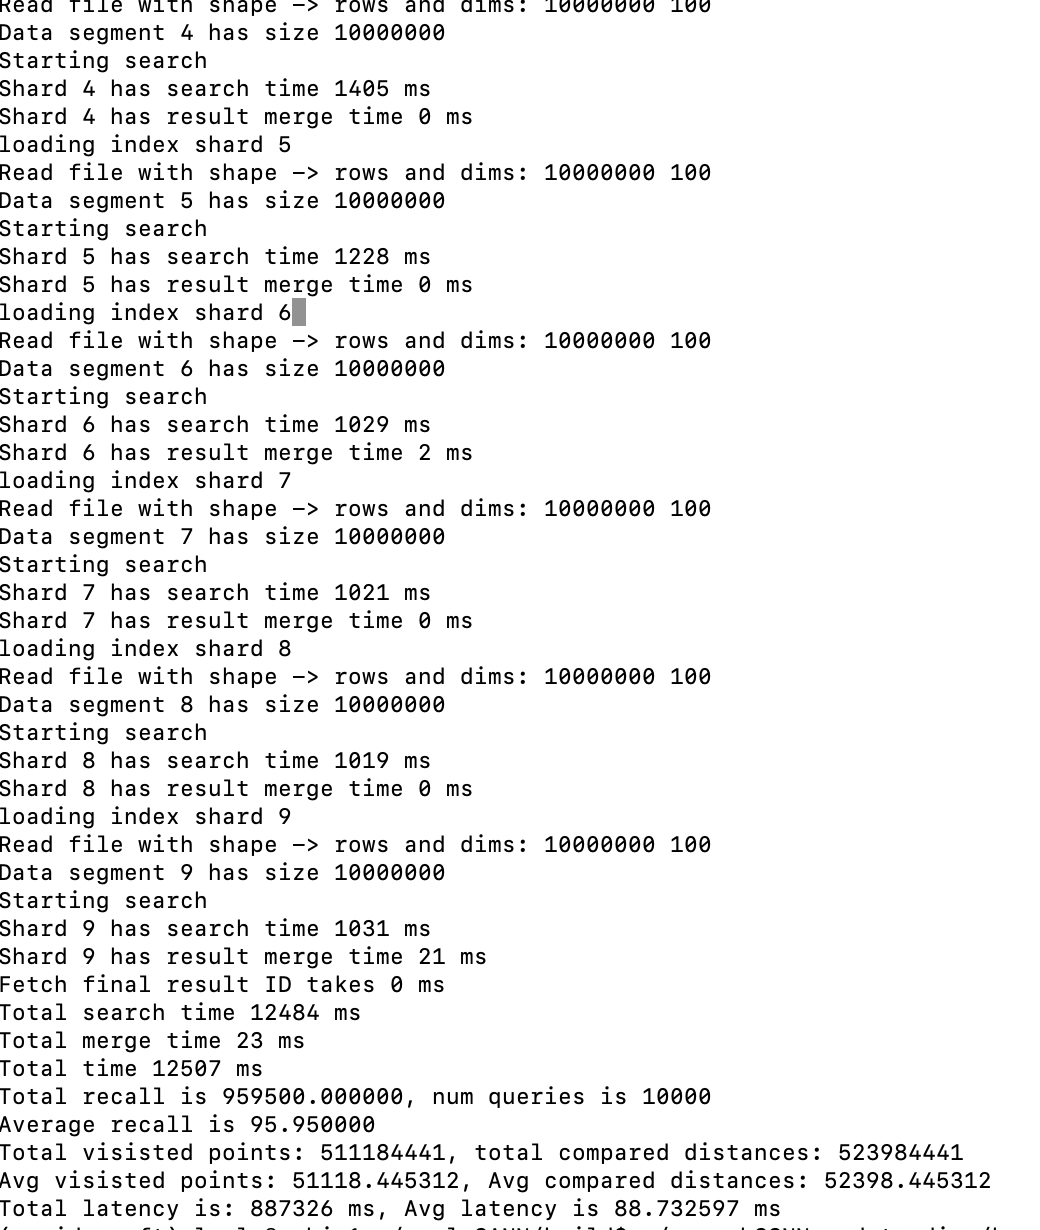 Read file with shape -> rows and dims: 10000000 100
Data segment 4 has size 10000000
Starting search
Shard 4 has search time 1405 ms
Shard 4 has result merge time 0 ms
loading index shard 5
Read file with shape -> rows and dims: 10000000 100
Data segment 5 has size 10000000
Starting search
Shard 5 has search time 1228 ms
Shard 5 has result merge time 0 ms
loading index shard 6
Read file with shape -> rows and dims: 10000000 100
Data segment 6 has size 10000000
Starting search
Shard 6 has search time 1029 ms
Shard 6 has result merge time 2 ms
loading index shard 7
Read file with shape -> rows and dims: 10000000 100
Data segment 7 has size 10000000
Starting search
Shard 7 has search time 1021 ms
Shard 7 has result merge time 0 ms
loading index shard 8
Read file with shape -> rows and dims: 10000000 100
Data segment 8 has size 10000000
Starting search
Shard 8 has search time 1019 ms
Shard 8 has result merge time 0 ms
loading index shard 9
Read file with shape -> rows and dims: 10000000 100
Data segment 9 has size 10000000
Starting search
Shard 9 has search time 1031 ms
Shard 9 has result merge time 21 ms
Fetch final result ID takes 0 ms
Total search time 12484 ms
Total merge time 23 ms
Total time 12507 ms
Total recall is 959500.000000, num queries is 10000
Average recall is 95.950000
Total visisted points: 511184441, total compared distances: 523984441
Avg visisted points: 51118.445312, Avg compared distances: 52398.445312
Total latency is: 887326 ms, Avg latency is 88.732597 ms